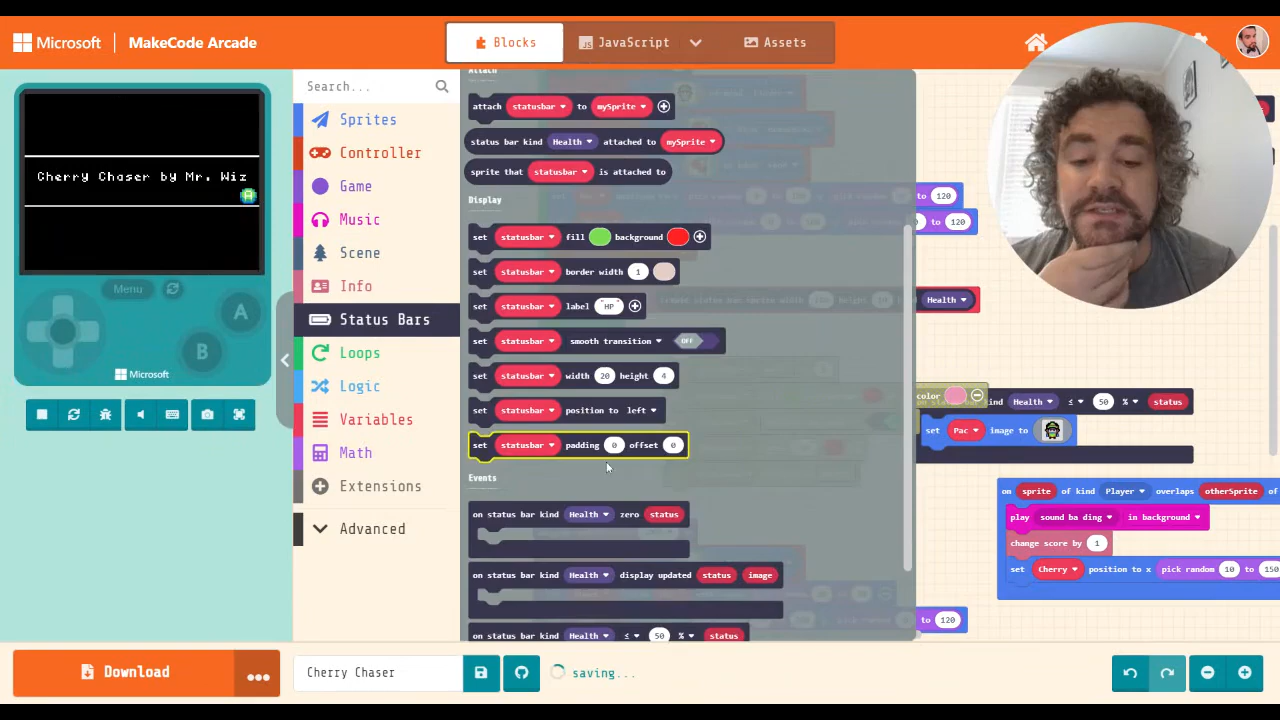 Microsoft MakeCode Arcade Blocks JavaScript Assets
Cherry Chaser by Mr. Wiz
Menu
A
B
Microsoft
Search...
Sprites
Controller
Game
Music
Scene
Info
Status Bars
Loops
Logic
Variables
Math
Extensions
Advanced
Attach
attach statusbar to mySprite
status bar kind Health attached to mySprite
sprite that statusbar is attached to
Display
set statusbar fill background
set statusbar border width 1
set statusbar label "HP"
set statusbar smooth transition OFF
set statusbar width 20 height 4
set statusbar position to left
set statusbar padding 0 offset 0
Events
on status bar kind Health zero status
on status bar kind Health display updated status image
on status bar kind Health ≤ 50 % status
to 120
to 120
Health
color
Health ≤ 50 % status
set Pac image to
on sprite of kind Player overlaps otherSprite of
play sound ba ding in background
change score by 1
set Cherry position to x pick random 10 to 150
to 120
Download ... Cherry Chaser saving...